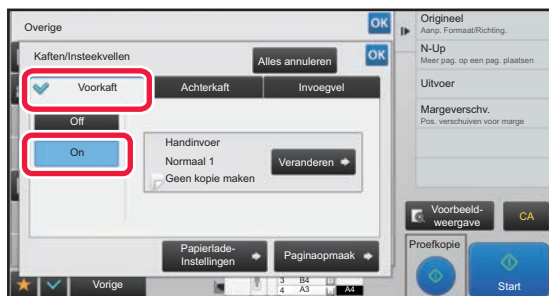 Overige
OK
Kaften/Insteekvellen
Alles annuleren
OK
Voorkaft
Achterkaft
Invoegvel
Off
On
Handinvoer
Normaal 1
Geen kopie maken
Veranderen
Papierlade-
Instellingen
Paginaopmaak
Vorige
3 B4
4 A3
A4
Origineel
Aanp. Formaat/Richting.
N-Up
Meer pag. op een pag. plaatsen
Uitvoer
Margeverschv.
Pos. verschuiven voor marge
Voorbeeld-
weergave
CA
Proefkopie
Start